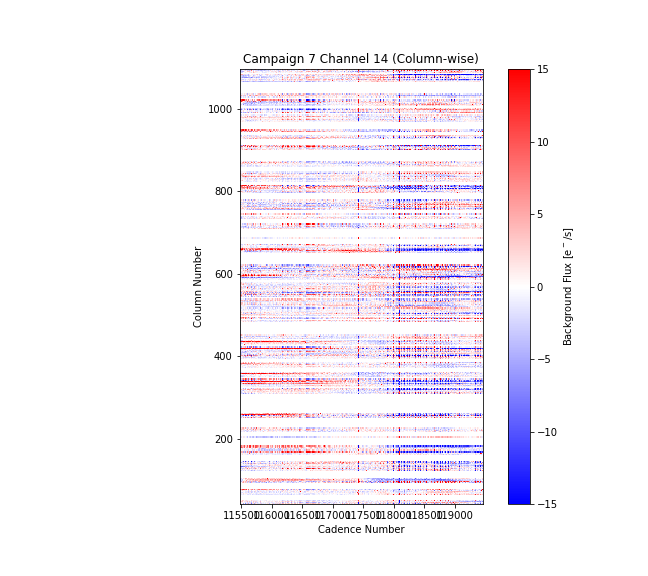 Campaign 7 Channel 14 (Column-wise)
1000
800
600
400
200
Column Number
115500 116000 116500 117000 117500 118000 118500 119000
Cadence Number
15
10
5
0
−5
−10
−15
Background Flux [e⁻/s]